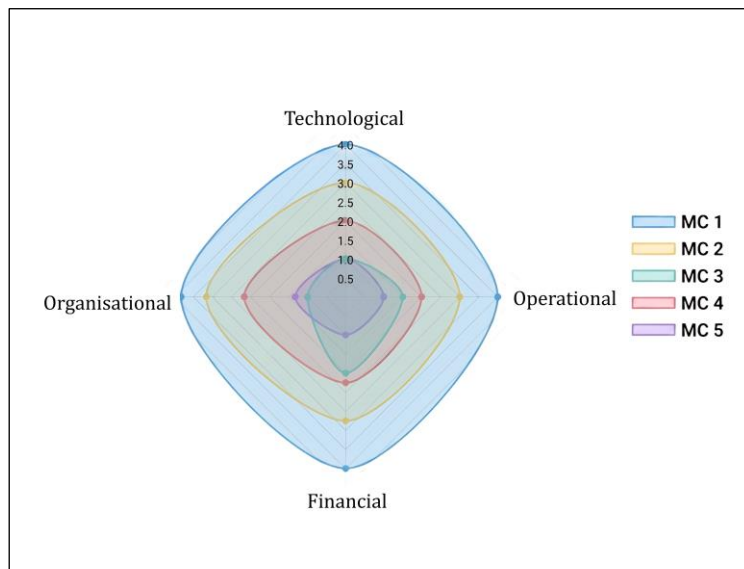 Technological
4.0
3.5
3.0
2.5
2.0
1.5
1.0
0.5
Organisational
Operational
Financial
MC 1
MC 2
MC 3
MC 4
MC 5